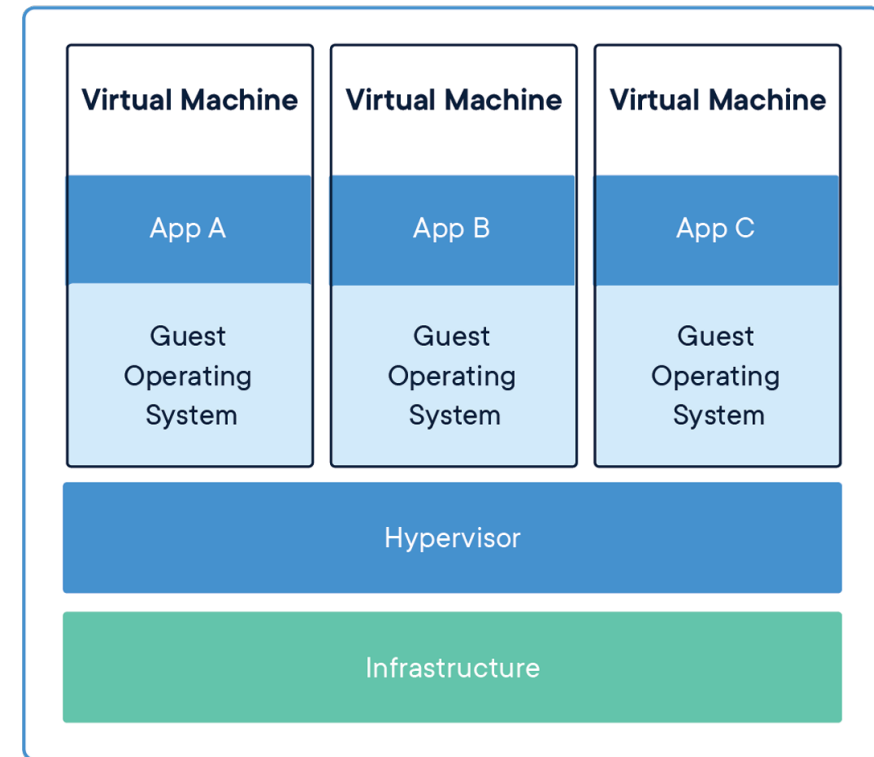 Virtual Machine
Virtual Machine
Virtual Machine
App A
App B
App C
Guest
Operating
System
Guest
Operating
System
Guest
Operating
System
Hypervisor
Infrastructure